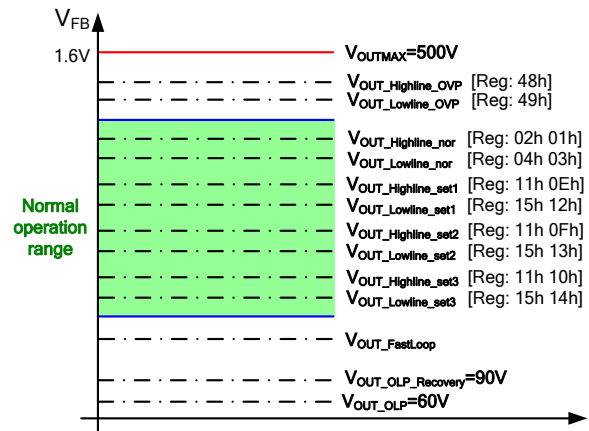 VFB
1.6V
VOUTMAX=500V
VOUT_Highline_OVP [Reg: 48h]
VOUT_Lowline_OVP [Reg: 49h]
VOUT_Highline_nor [Reg: 02h 01h]
VOUT_Lowline_nor [Reg: 04h 03h]
VOUT_Highline_set1 [Reg: 11h 0Eh]
VOUT_Lowline_set1 [Reg: 15h 12h]
VOUT_Highline_set2 [Reg: 11h 0Fh]
VOUT_Lowline_set2 [Reg: 15h 13h]
VOUT_Highline_set3 [Reg: 11h 10h]
VOUT_Lowline_set3 [Reg: 15h 14h]
Normal
operation
range
VOUT_FastLoop
VOUT_OLP_Recovery=90V
VOUT_OLP=60V